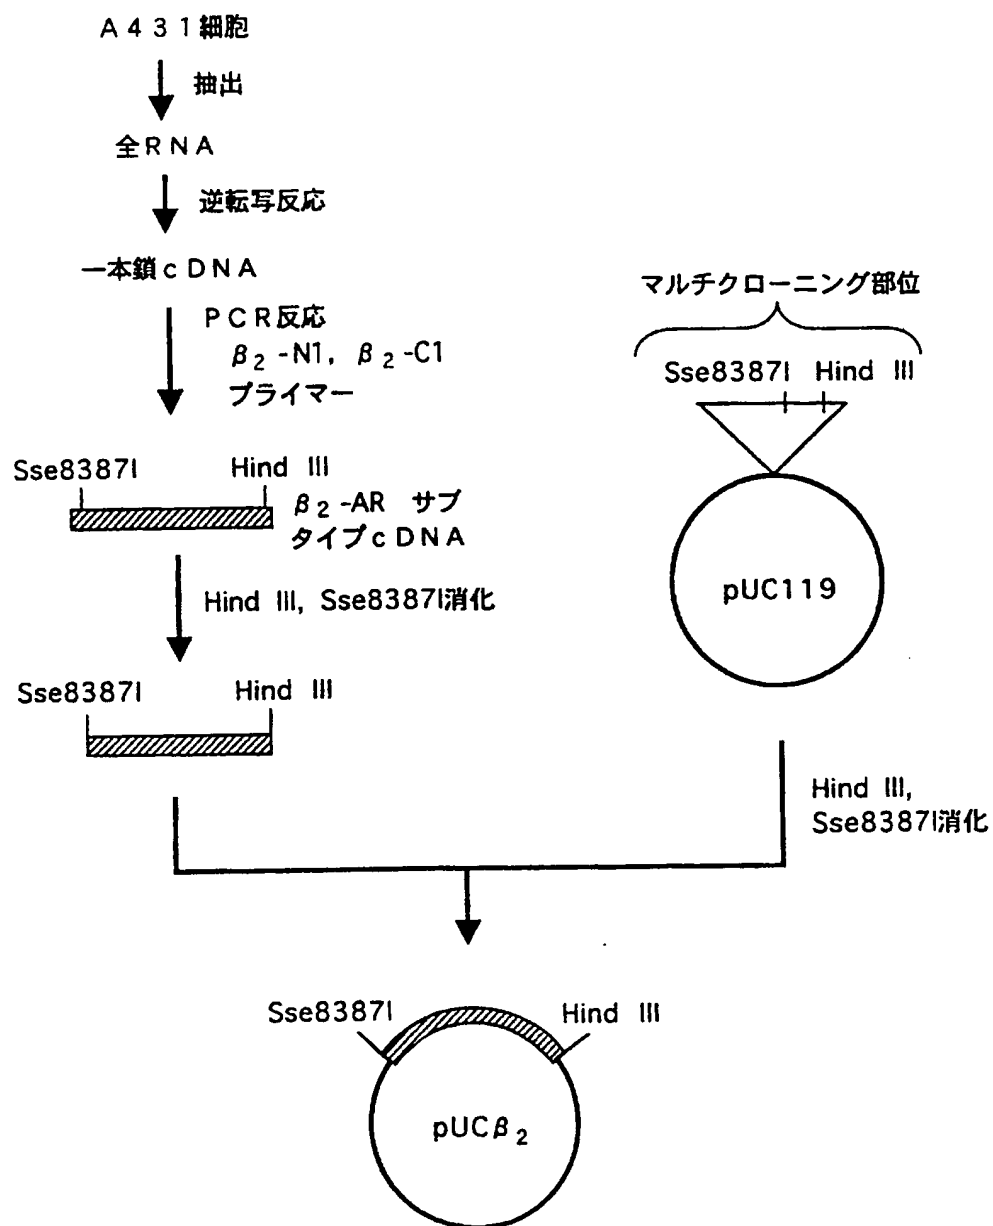 A431細胞
抽出
全RNA
逆転写反応
一本鎖cDNA
PCR反応
β2-N1, β2-C1
プライマー
Sse8387I Hind III
β2-AR サブ
タイプcDNA
Hind III, Sse8387I消化
Sse8387I Hind III
マルチクローニング部位
Sse8387I Hind III
pUC119
Hind III,
Sse8387I消化
Sse8387I Hind III
pUCβ2